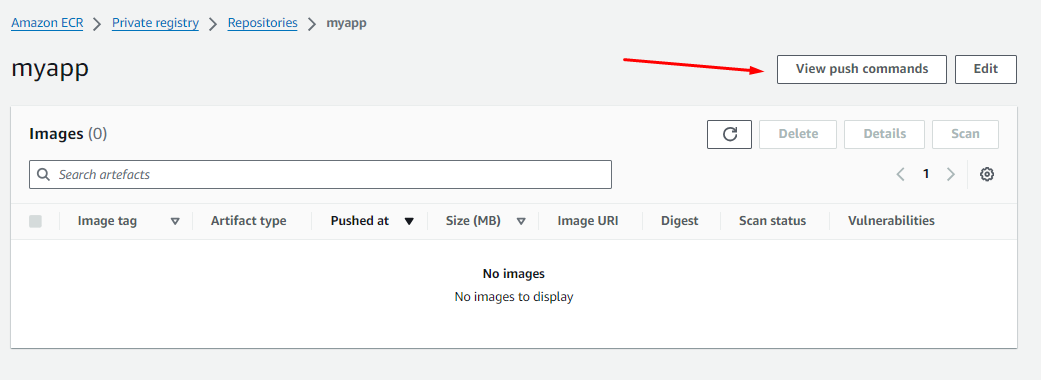 Amazon ECR > Private registry > Repositories > myapp
myapp
View push commands
Edit
Images (0)
Delete
Details
Scan
Search artefacts
1
Image tag
Artifact type
Pushed at
Size (MB)
Image URI
Digest
Scan status
Vulnerabilities
No images
No images to display